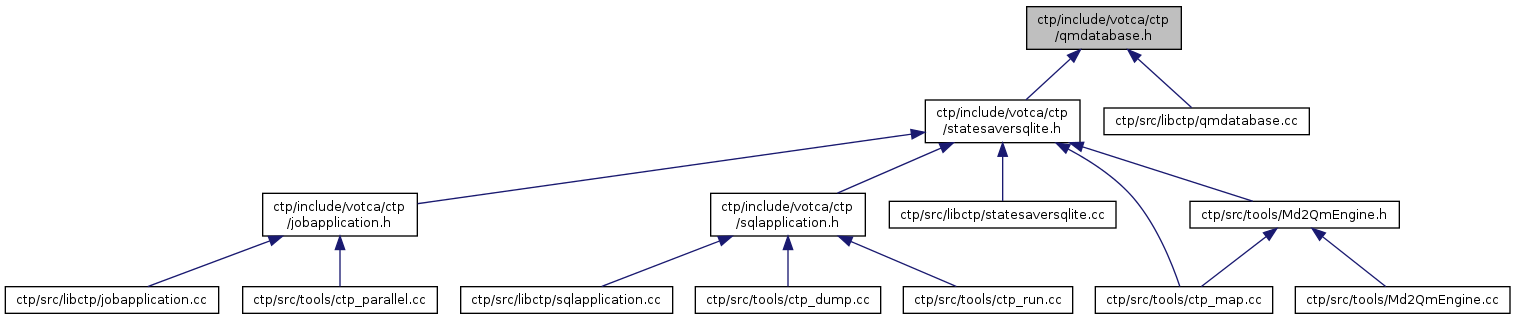 ctp/include/votca/ctp
/qmdatabase.h
ctp/include/votca/ctp
/statesaversqlite.h
ctp/src/libctp/qmdatabase.cc
ctp/include/votca/ctp
/jobapplication.h
ctp/include/votca/ctp
/sqlapplication.h
ctp/src/libctp/statesaversqlite.cc
ctp/src/tools/Md2QmEngine.h
ctp/src/libctp/jobapplication.cc
ctp/src/tools/ctp_parallel.cc
ctp/src/libctp/sqlapplication.cc
ctp/src/tools/ctp_dump.cc
ctp/src/tools/ctp_run.cc
ctp/src/tools/ctp_map.cc
ctp/src/tools/Md2QmEngine.cc